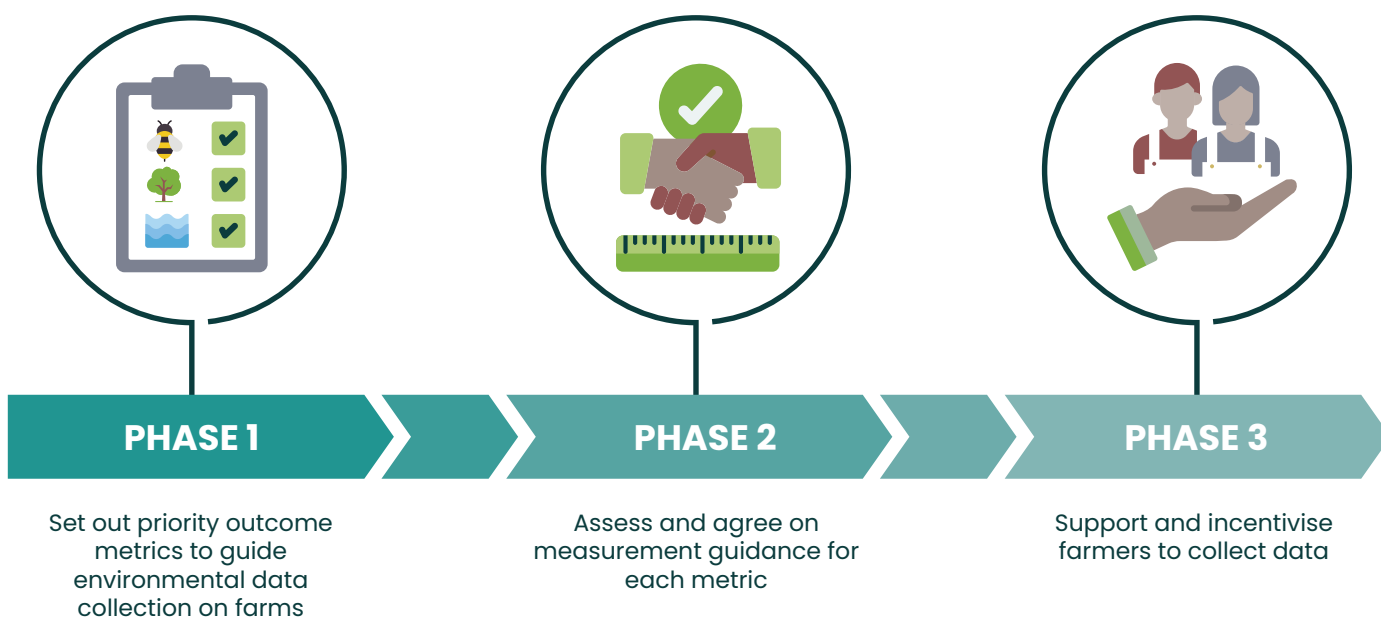 PHASE 1
Set out priority outcome
metrics to guide
environmental data
collection on farms
PHASE 2
Assess and agree on
measurement guidance for
each metric
PHASE 3
Support and incentivise
farmers to collect data